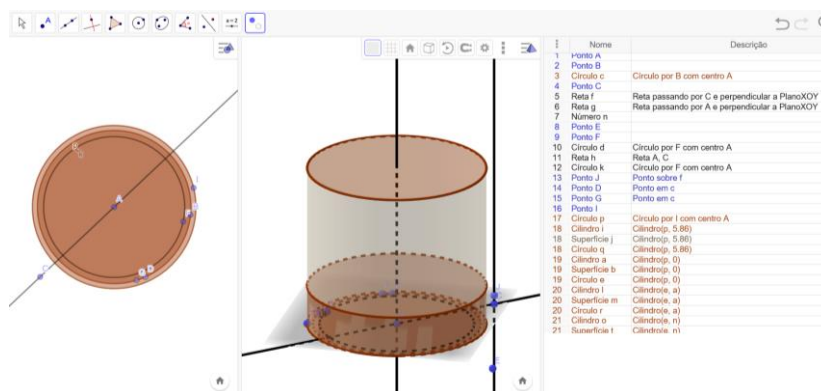 A
a=2
Nome Descrição
1 Ponto A
2 Ponto B
3 Círculo c Círculo por B com centro A
4 Ponto C
5 Reta f Reta passando por C e perpendicular a PlanoXOY
6 Reta g Reta passando por A e perpendicular a PlanoXOY
7 Número n
8 Ponto E
9 Ponto F
10 Círculo d Círculo por F com centro A
11 Reta h Reta A, C
12 Círculo k Círculo por F com centro A
13 Ponto J Ponto sobre f
14 Ponto D Ponto em c
15 Ponto G Ponto em c
16 Ponto I
17 Círculo p Círculo por I com centro A
18 Cilindro i Cilindro(p, 5.86)
18 Superfície j Cilindro(p, 5.86)
18 Círculo q Cilindro(p, 5.86)
19 Cilindro a Cilindro(p, 0)
19 Superfície b Cilindro(p, 0)
19 Círculo e Cilindro(p, 0)
20 Cilindro l Cilindro(e, a)
20 Superfície m Cilindro(e, a)
20 Círculo r Cilindro(e, a)
21 Cilindro o Cilindro(e, n)
21 Superfície t Cilindro(e, n)
A
D